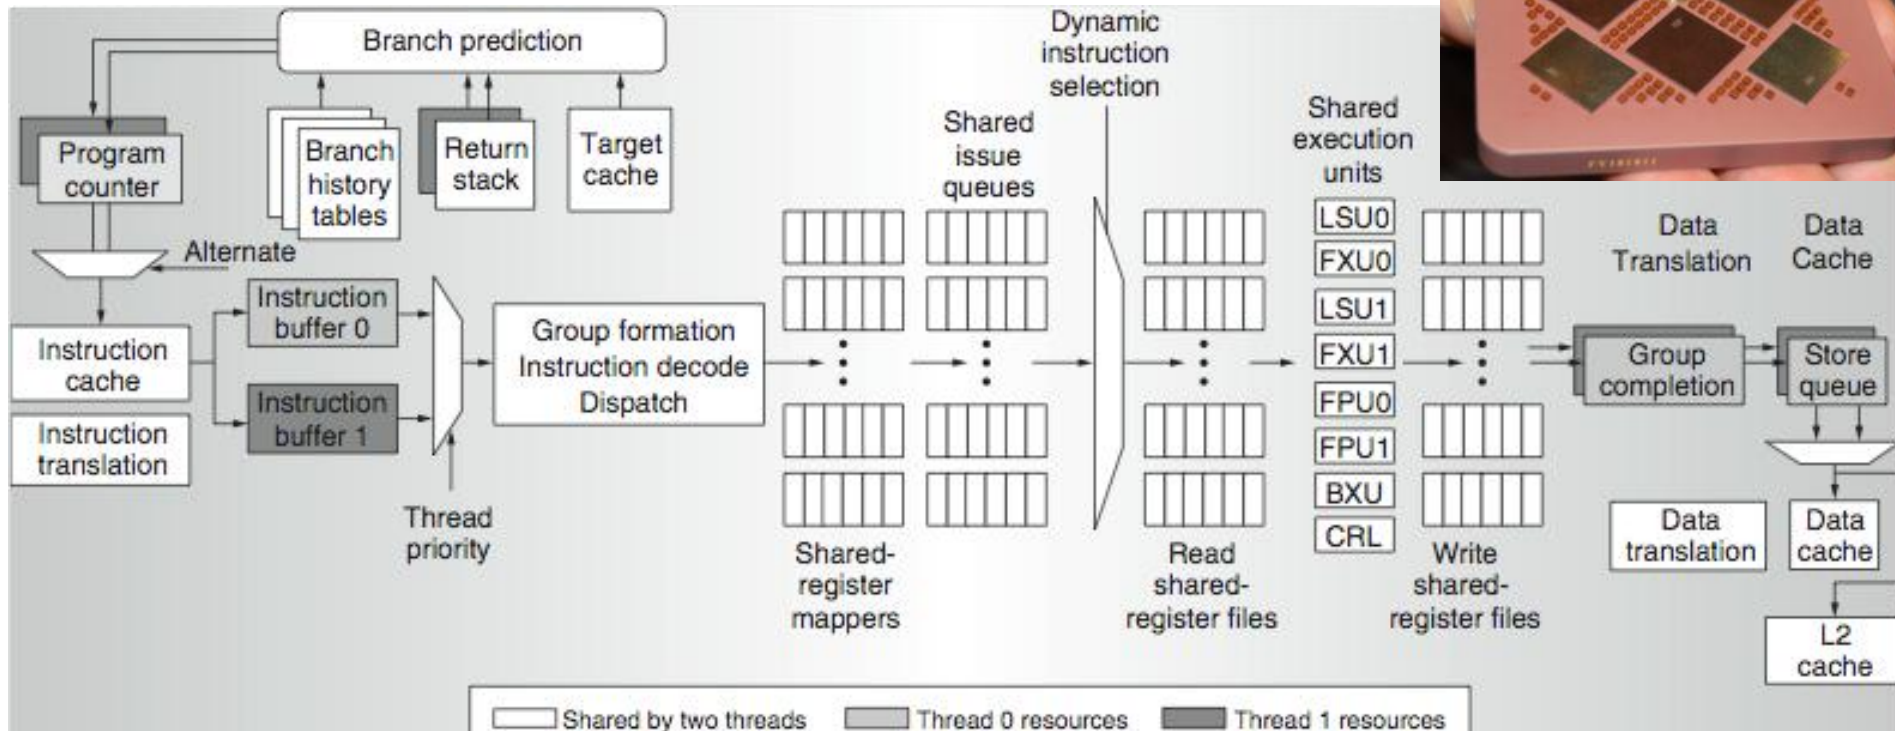 Branch prediction
Program
counter
Branch
history
tables
Return
stack
Target
cache
Alternate
Instruction
cache
Instruction
translation
Instruction
buffer 0
Instruction
buffer 1
Thread
priority
Group formation
Instruction decode
Dispatch
Shared-
register
mappers
Shared
issue
queues
Dynamic
instruction
selection
Read
shared-
register files
Shared
execution
units
LSU0
FXU0
LSU1
FXU1
FPU0
FPU1
BXU
CRL
Write
shared-
register files
Data
Translation
Data
Cache
Group
completion
Store
queue
Data
translation
Data
cache
L2
cache
Shared by two threads
Thread 0 resources
Thread 1 resources